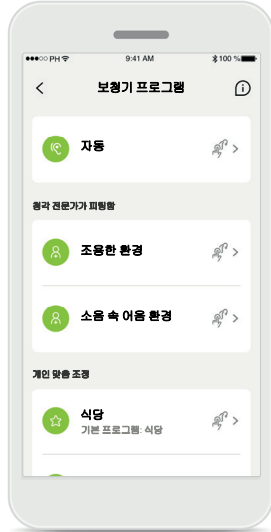 PH 9:41 AM 100 %
보청기 프로그램
자동
청각 전문가가 피팅함
조용한 환경
소음 속 어음 환경
개인 맞춤 조정
식당
기본 프로그램: 식당